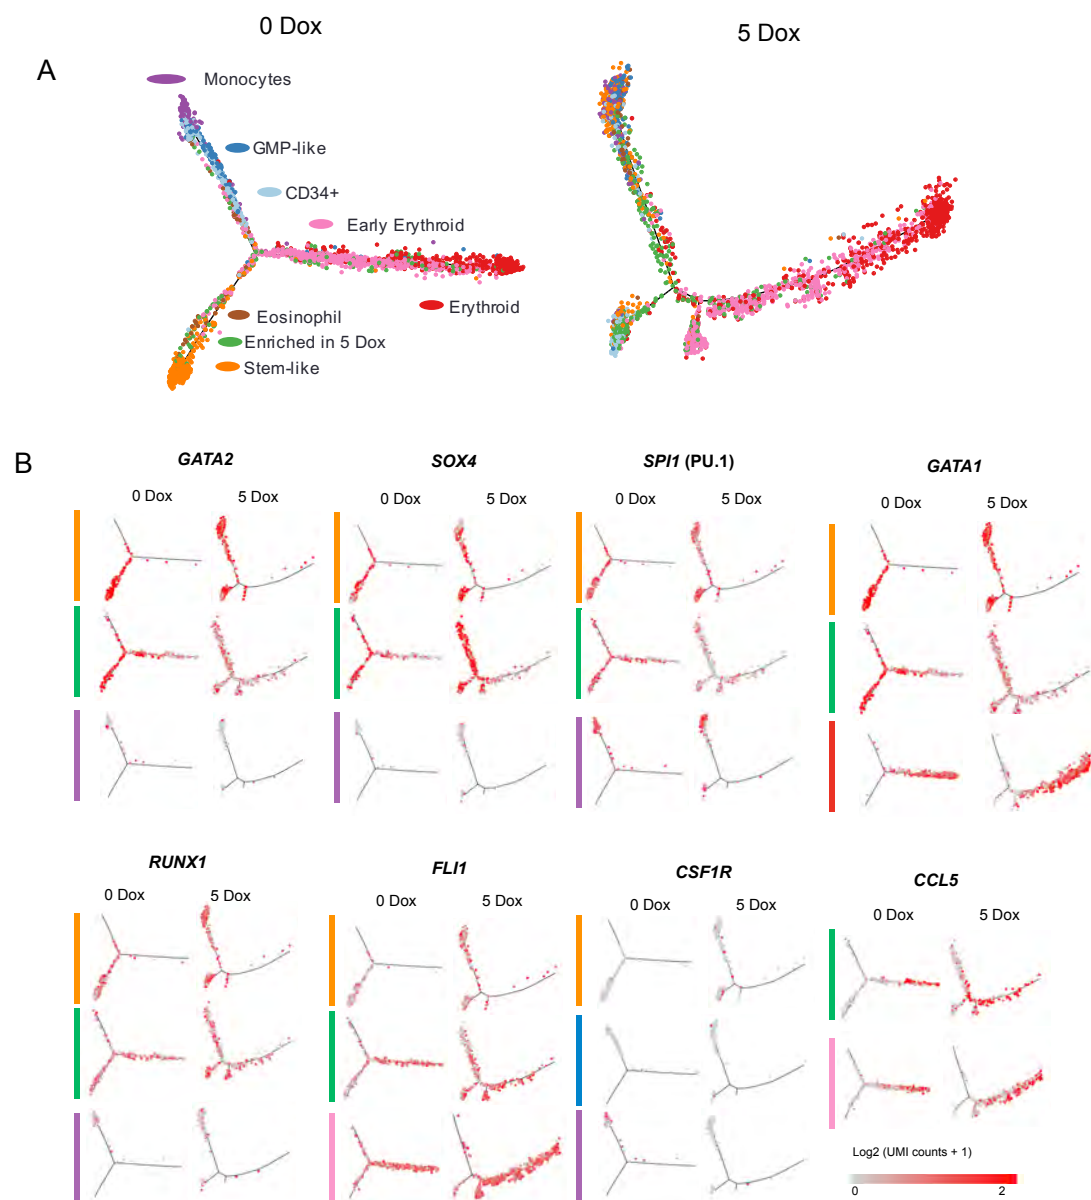 0 Dox
5 Dox
A
Monocytes
GMP-like
CD34+
Early Erythroid
Erythroid
Eosinophil
Enriched in 5 Dox
Stem-like
B
GATA2
SOX4
SPI1 (PU.1)
GATA1
0 Dox 5 Dox
0 Dox 5 Dox
0 Dox 5 Dox
0 Dox 5 Dox
RUNX1
FLI1
CSF1R
CCL5
0 Dox 5 Dox
0 Dox 5 Dox
0 Dox 5 Dox
0 Dox 5 Dox
Log2 (UMI counts + 1)
0 2